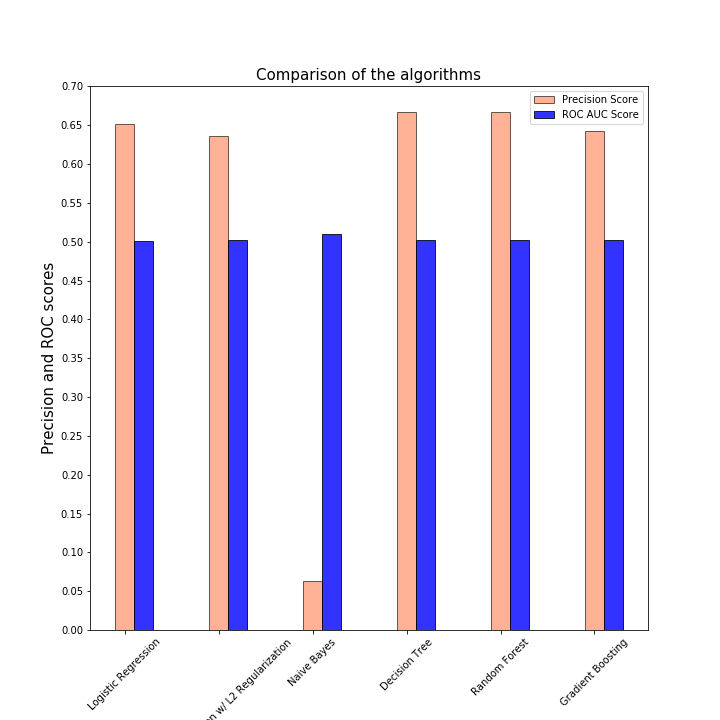 Comparison of the algorithms
Precision Score
ROC AUC Score
Precision and ROC scores
0.70
0.65
0.60
0.55
0.50
0.45
0.40
0.35
0.30
0.25
0.20
0.15
0.10
0.05
0.00
Logistic Regression
w/ L2 Regularization
Naive Bayes
Decision Tree
Random Forest
Gradient Boosting